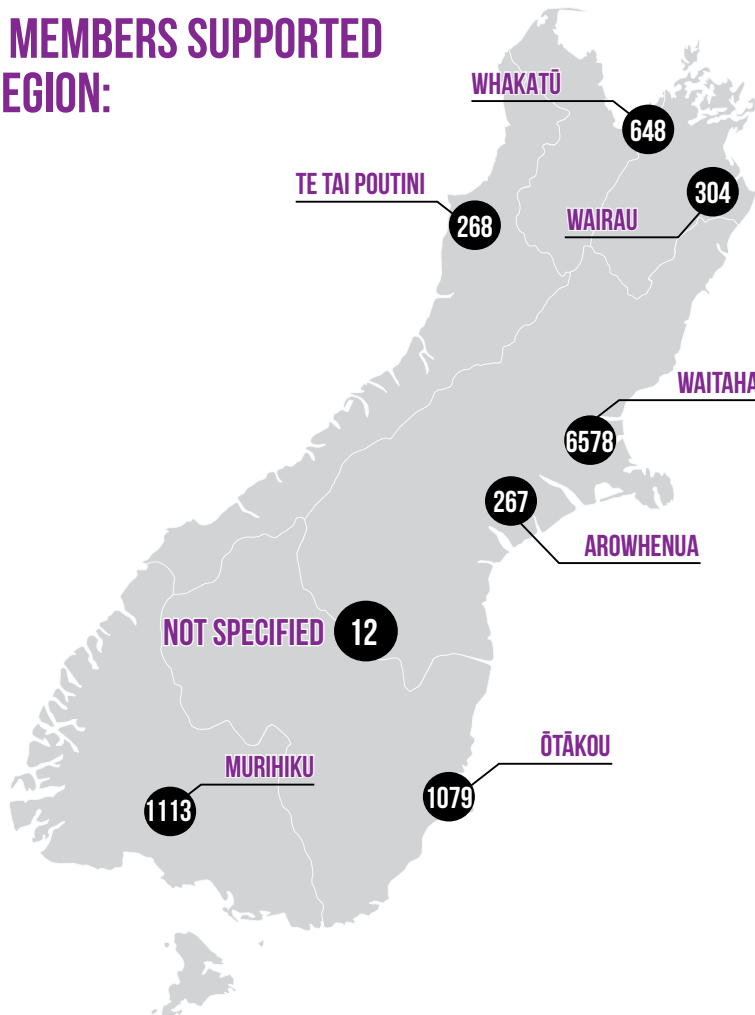 MEMBERS SUPPORTED
EGION:
WHAKATŪ
648
TE TAI POUTINI
268
304
WAIRAU
WAITAHA
6578
267
AROWHENUA
NOT SPECIFIED 12
ŌTĀKOU
1079
MURIHIKU
1113